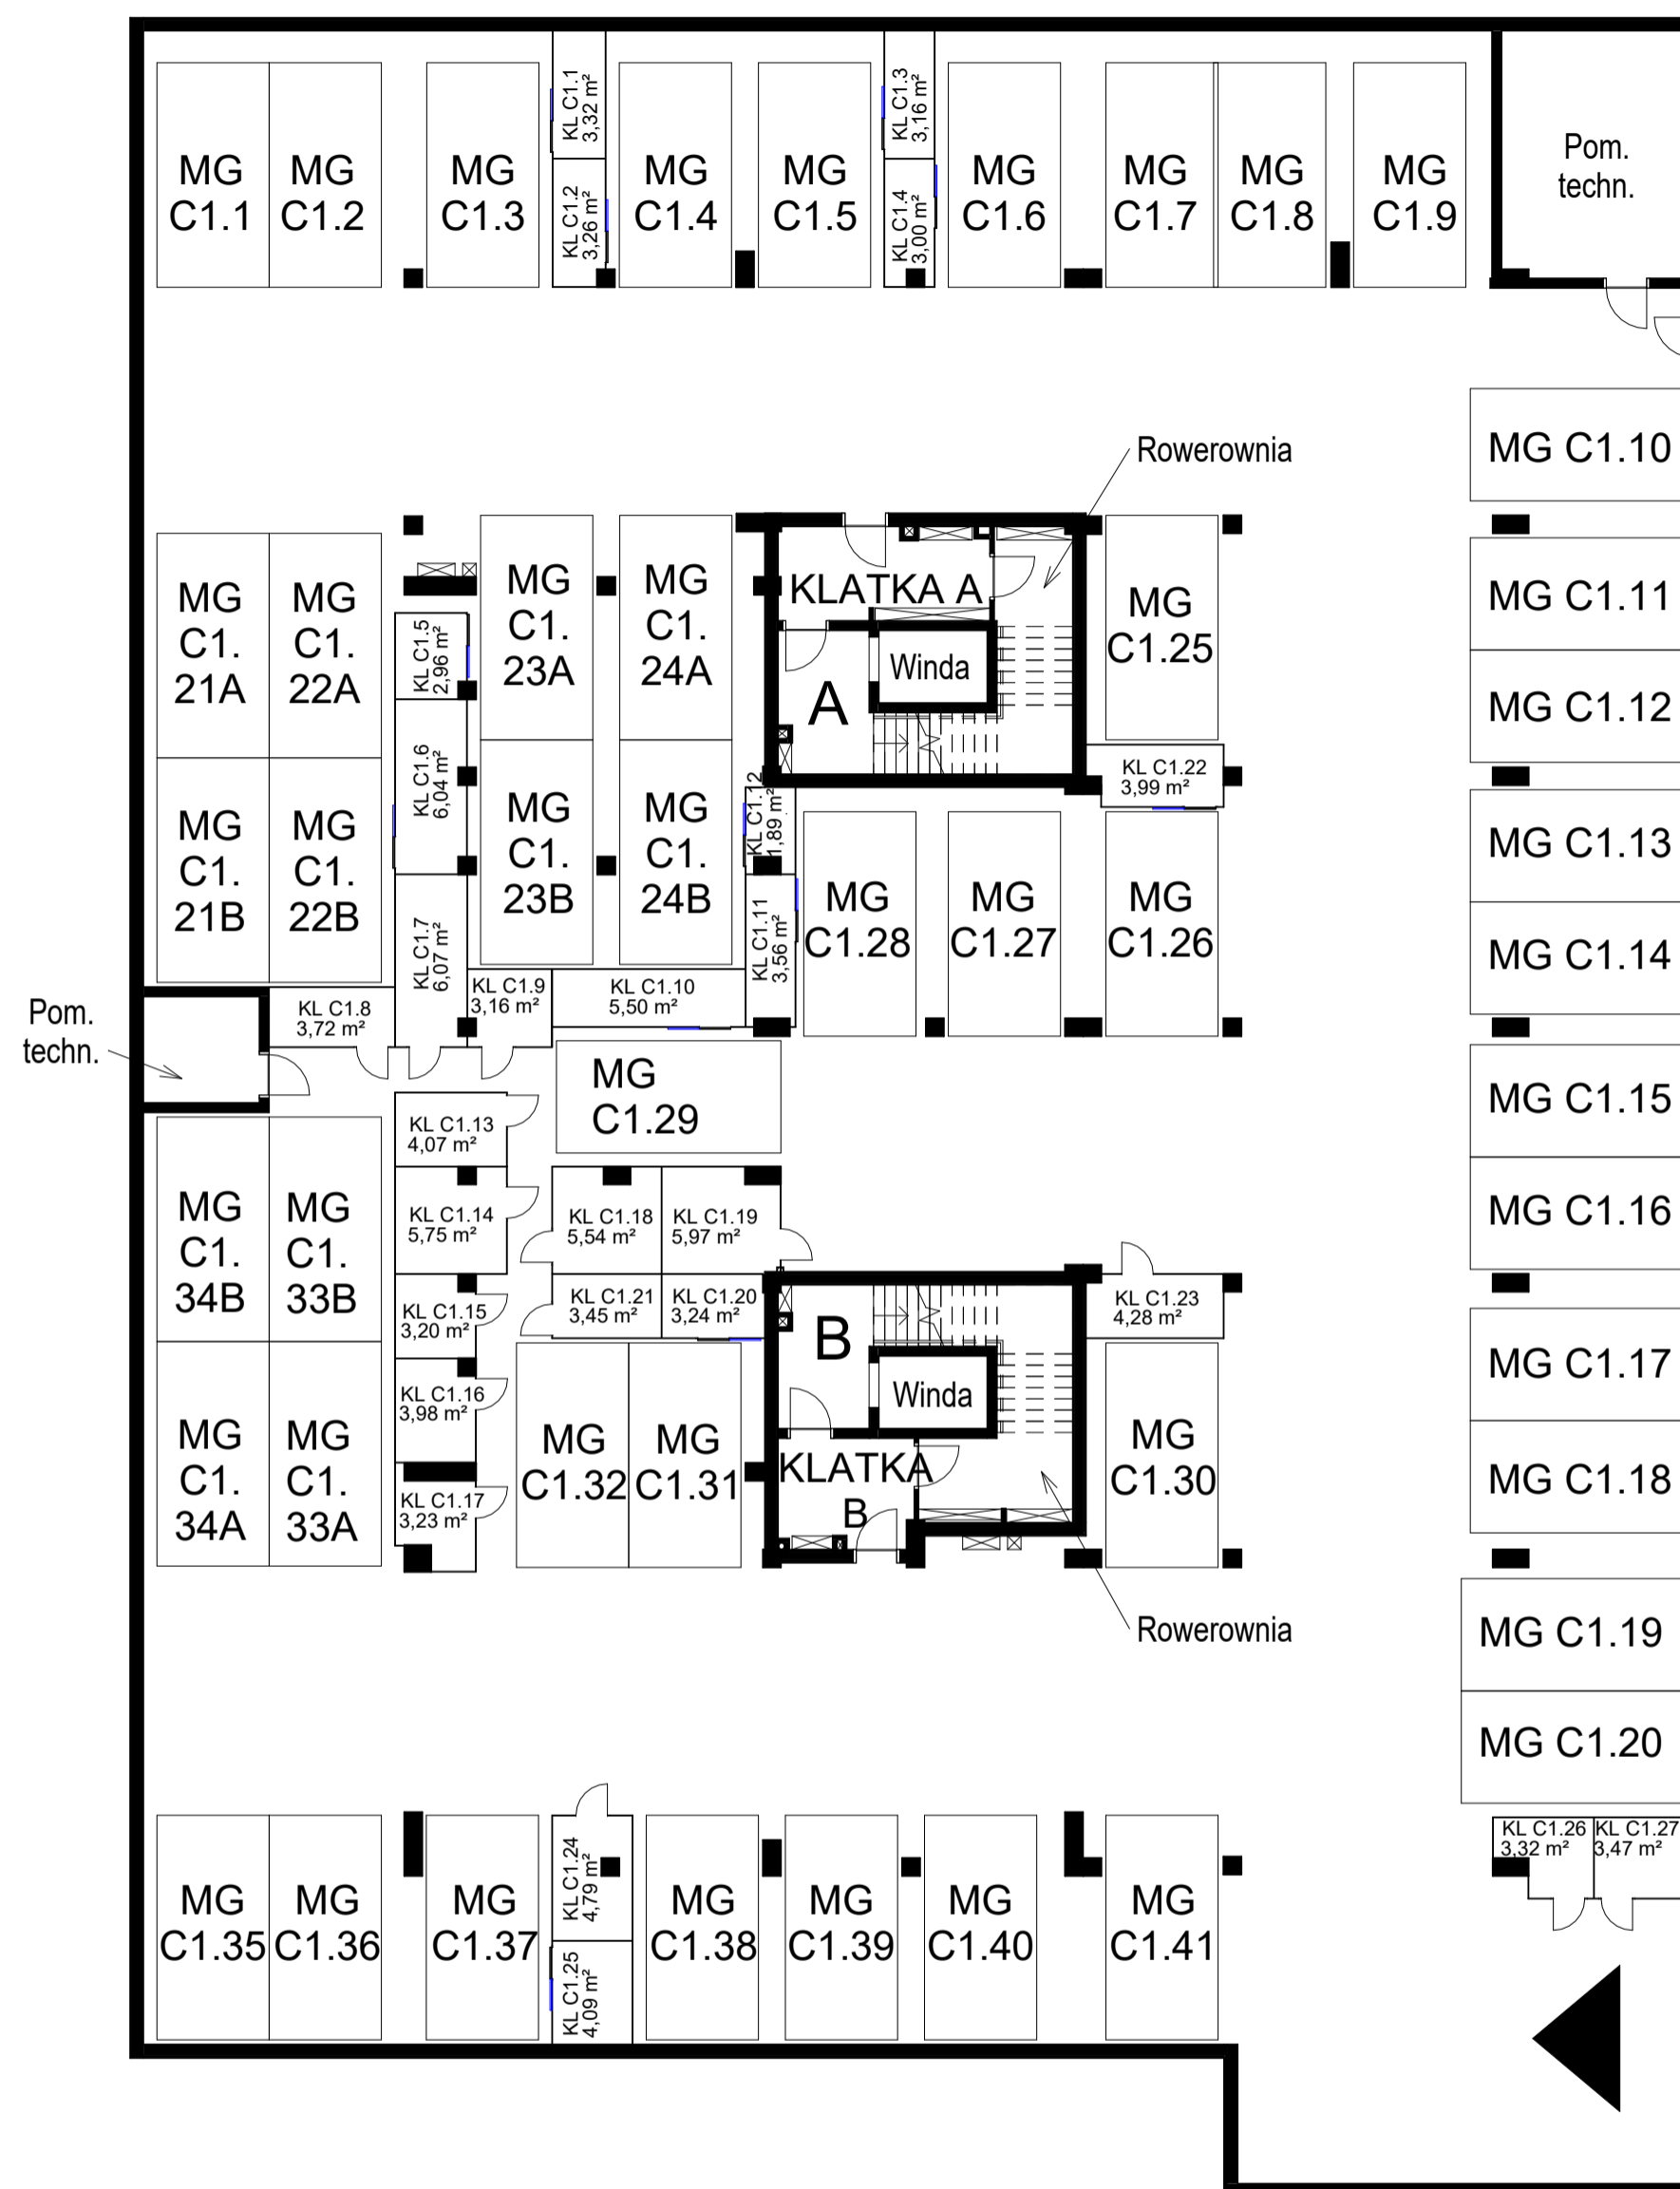 MG
C1.1
MG
C1.2
MG
C1.3
KL C1.1
3,32 m²
KL C1.2
3,26 m²
MG
C1.4
MG
C1.5
KL C1.3
3,16 m²
KL C1.4
3,00 m²
MG
C1.6
MG
C1.7
MG
C1.8
MG
C1.9
Pom.
techn.
MG C1.10
Rowerownia
MG C1.11
MG C1.12
MG C1.13
MG C1.14
MG C1.15
MG C1.16
MG C1.17
MG C1.18
MG C1.19
MG C1.20
MG
C1.
21A
MG
C1.
22A
KL C1.5
2,96 m²
MG
C1.
23A
MG
C1.
24A
KLATKA A
Winda
A
MG
C1.25
KL C1.6
6,04 m²
MG
C1.
21B
MG
C1.
22B
MG
C1.
23B
MG
C1.
24B
KL C1.12
1,89 m²
KL C1.22
3,99 m²
KL C1.7
6,07 m²
KL C1.11
3,56 m²
MG
C1.28
MG
C1.27
MG
C1.26
Pom.
techn.
KL C1.8
3,72 m²
KL C1.9
3,16 m²
KL C1.10
5,50 m²
MG
C1.29
KL C1.13
4,07 m²
MG
C1.
34B
MG
C1.
33B
KL C1.14
5,75 m²
KL C1.18
5,54 m²
KL C1.19
5,97 m²
KL C1.15
3,20 m²
KL C1.21
3,45 m²
KL C1.20
3,24 m²
B
KL C1.23
4,28 m²
Winda
KL C1.16
3,98 m²
MG
C1.
34A
MG
C1.
33A
MG
C1.32
MG
C1.31
KLATKA
B
MG
C1.30
KL C1.17
3,23 m²
Rowerownia
MG
C1.35
MG
C1.36
MG
C1.37
KL C1.24
4,79 m²
KL C1.25
4,09 m²
MG
C1.38
MG
C1.39
MG
C1.40
MG
C1.41
KL C1.26
3,32 m²
KL C1.27
3,47 m²